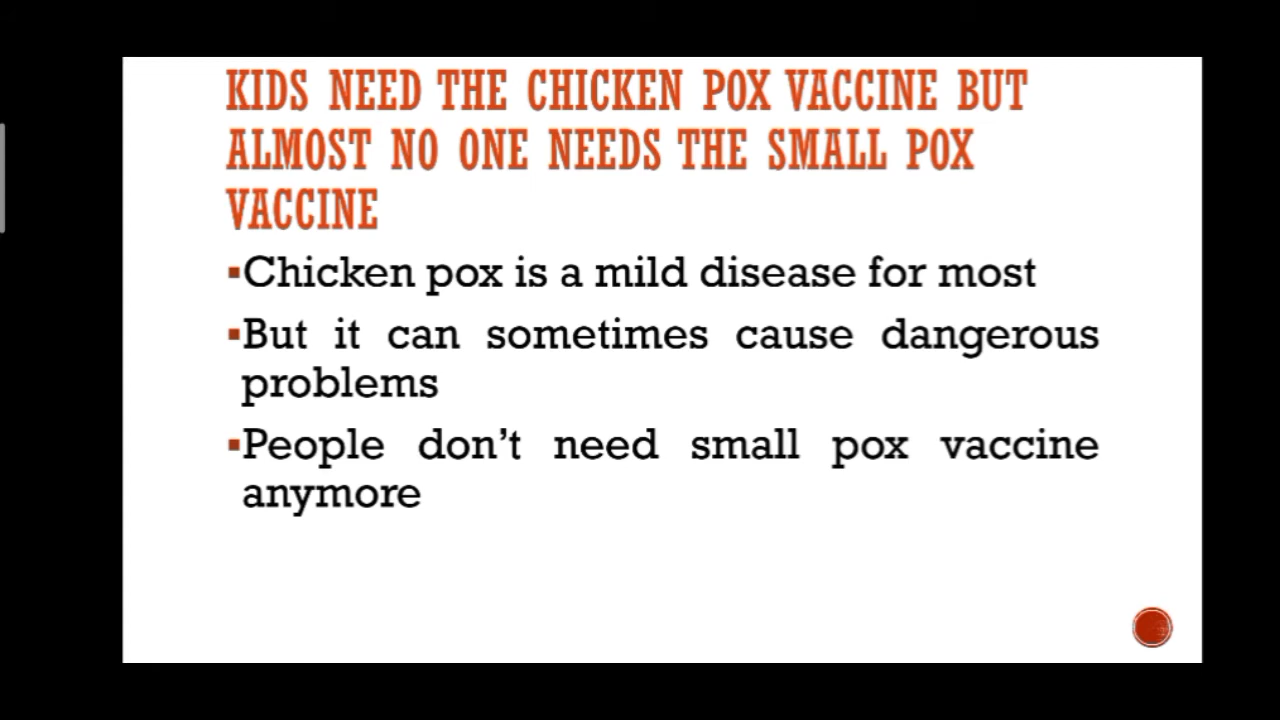 KIDS NEED THE CHICKEN POX VACCINE BUT
ALMOST NO ONE NEEDS THE SMALL POX
VACCINE
▪Chicken pox is a mild disease for most
▪But it can sometimes cause dangerous
problems
▪People don’t need small pox vaccine
anymore